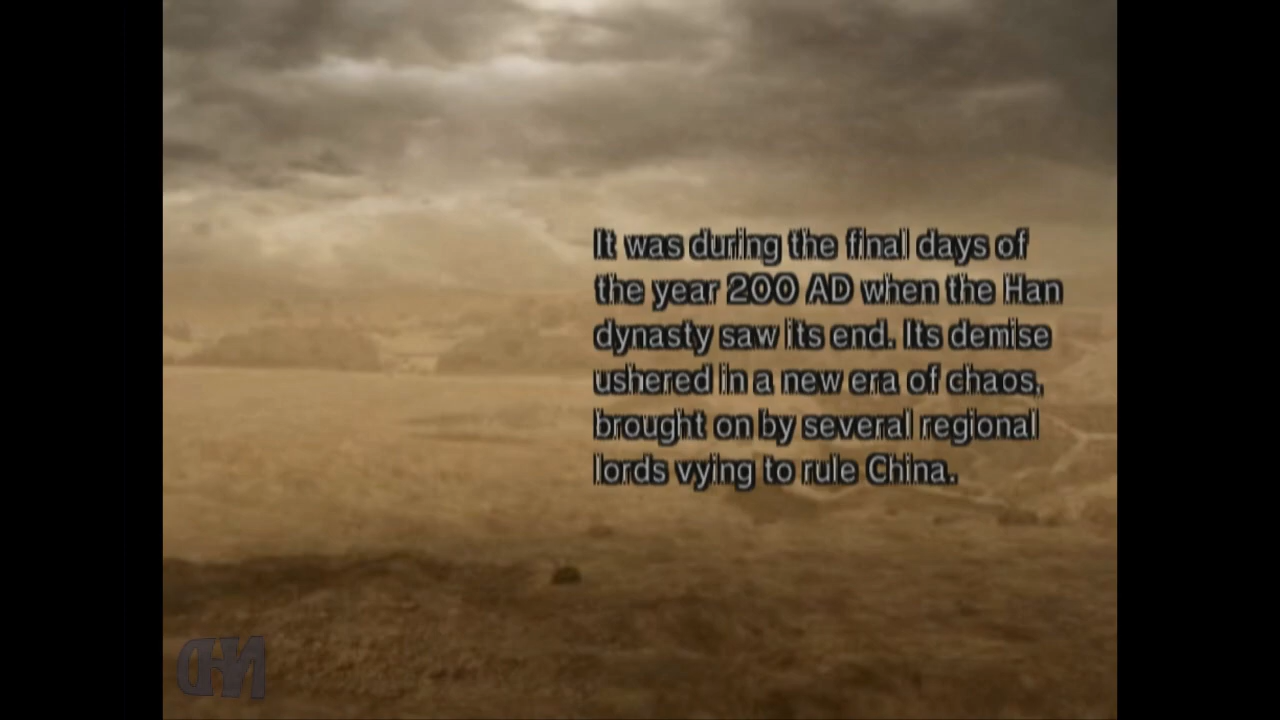 It was during the final days of
the year 200 AD when the Han
dynasty saw its end. Its demise
ushered in a new era of chaos,
brought on by several regional
lords vying to rule China.